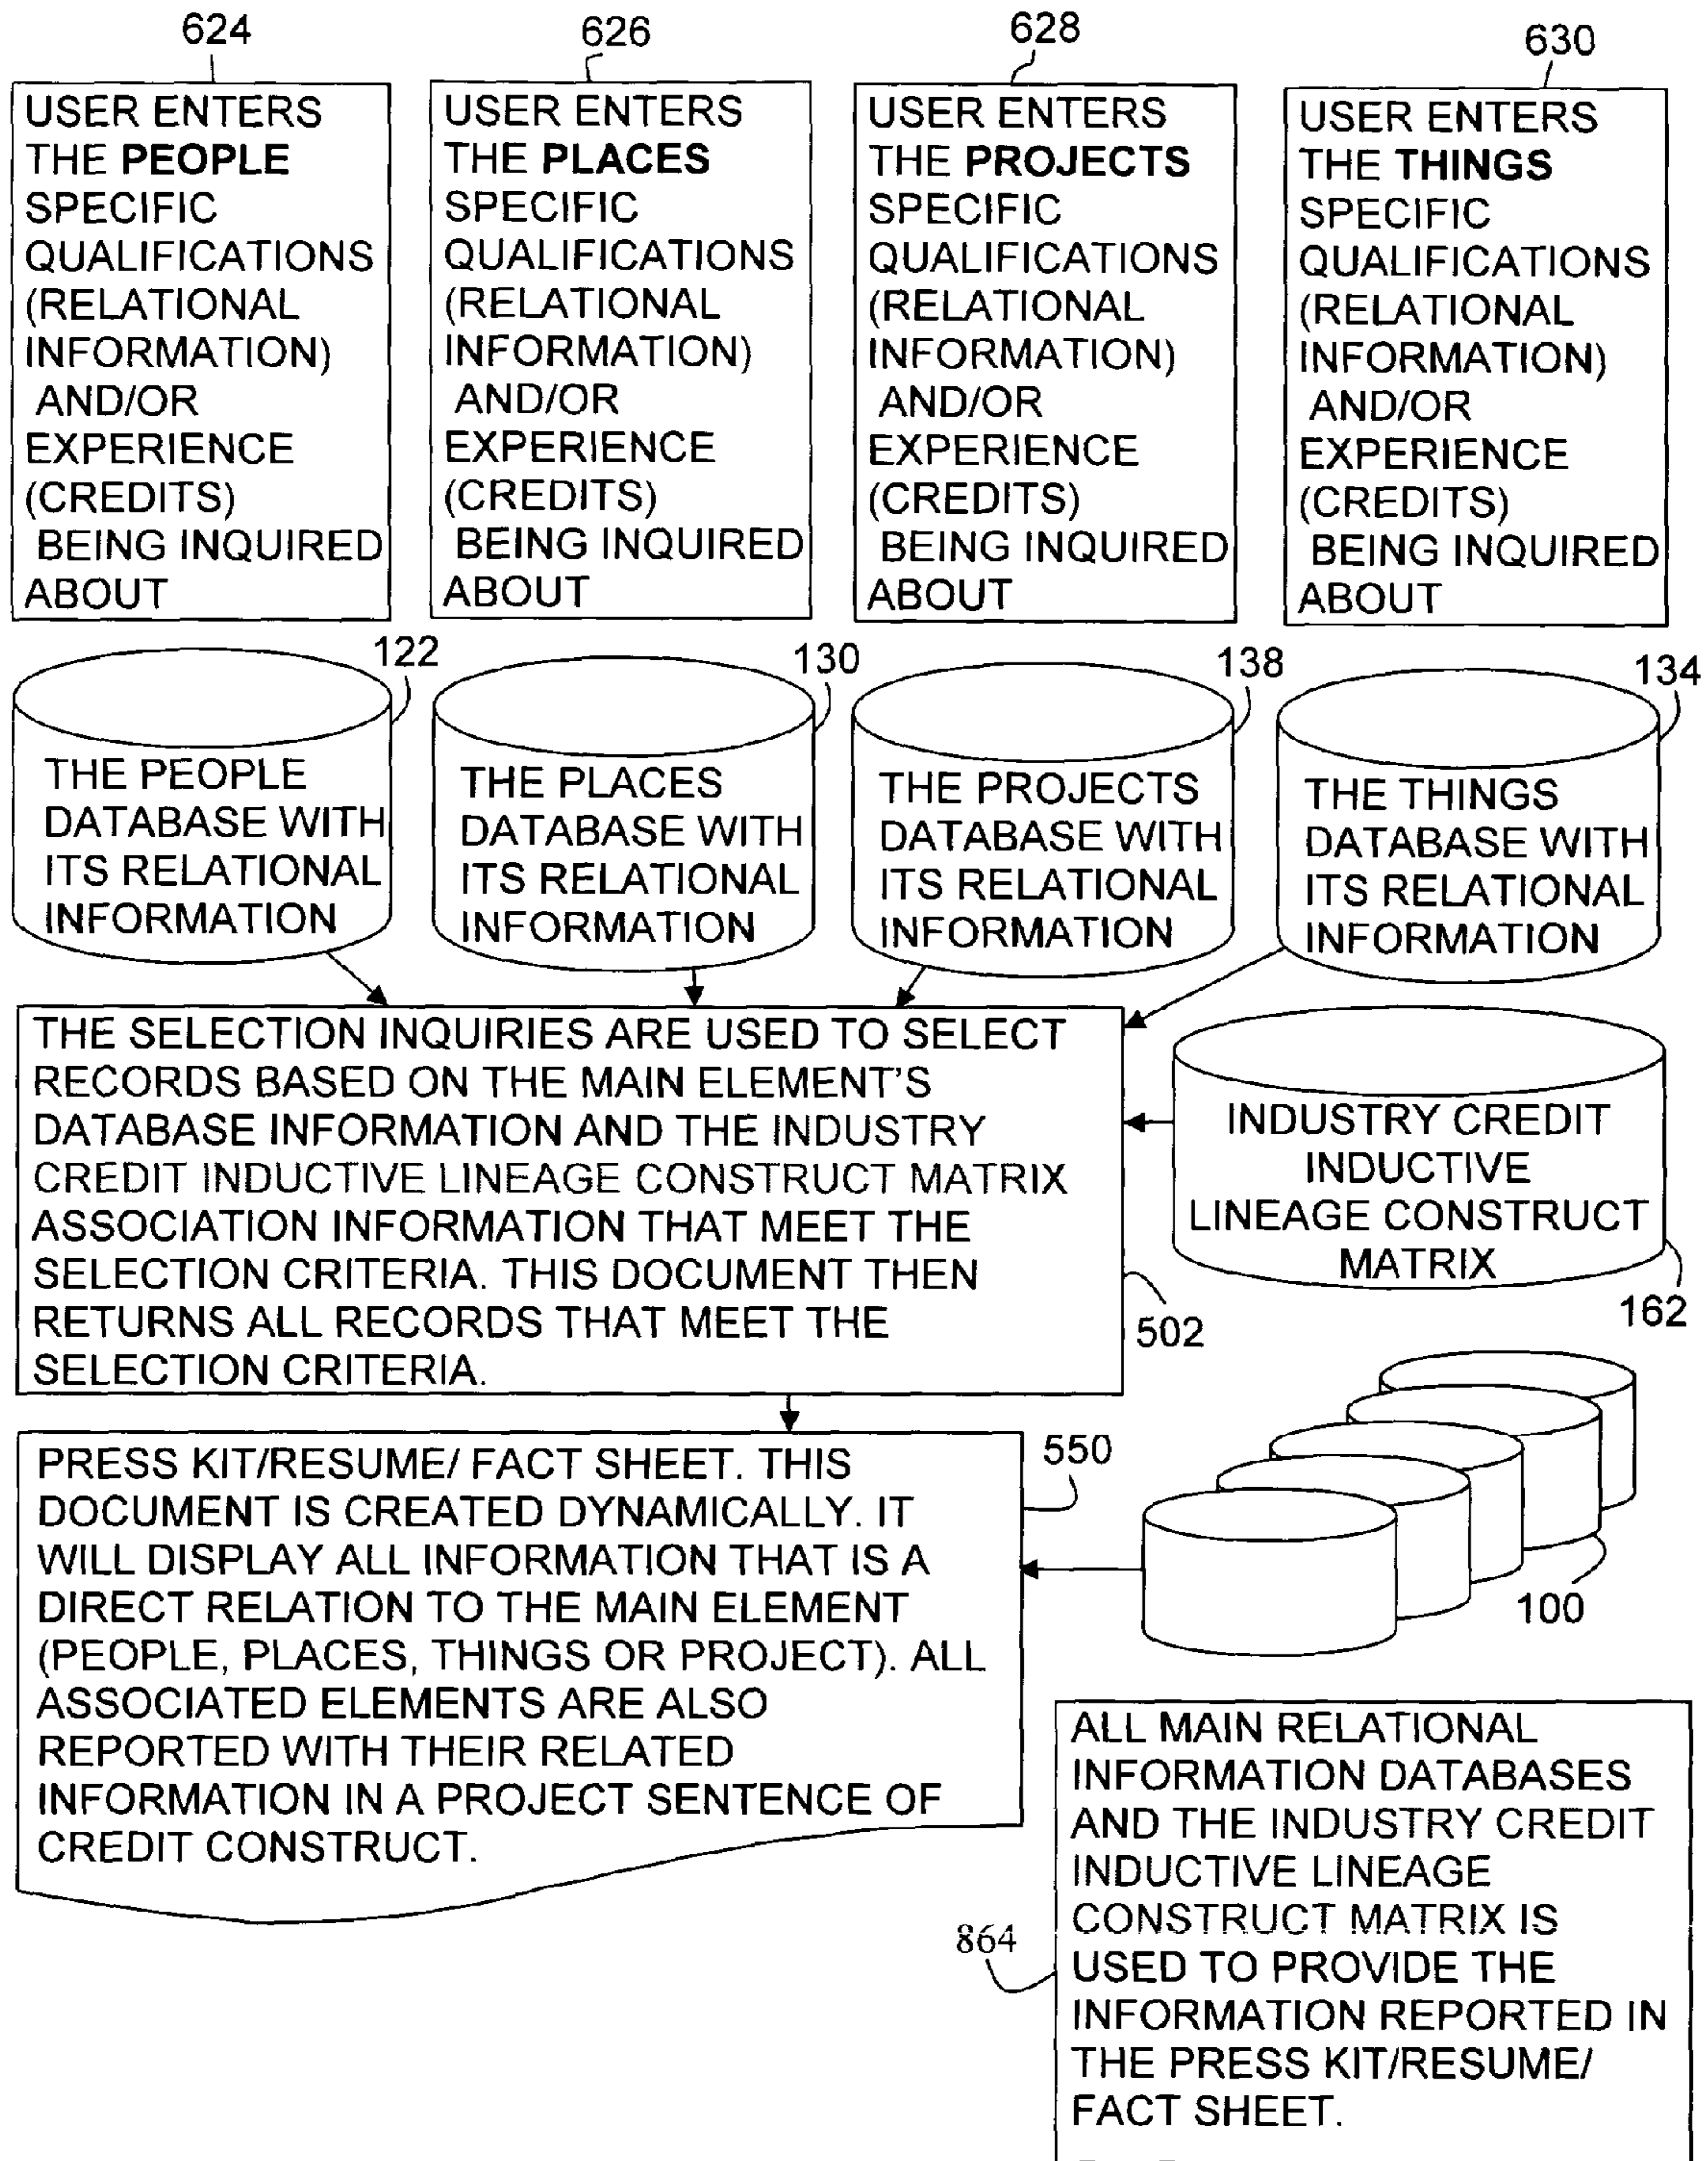 624
626
628
630
USER ENTERS
THE PEOPLE
SPECIFIC
QUALIFICATIONS
(RELATIONAL
INFORMATION)
AND/OR
EXPERIENCE
(CREDITS)
BEING INQUIRED
ABOUT
USER ENTERS
THE PLACES
SPECIFIC
QUALIFICATIONS
(RELATIONAL
INFORMATION)
AND/OR
EXPERIENCE
(CREDITS)
BEING INQUIRED
ABOUT
USER ENTERS
THE PROJECTS
SPECIFIC
QUALIFICATIONS
(RELATIONAL
INFORMATION)
AND/OR
EXPERIENCE
(CREDITS)
BEING INQUIRED
ABOUT
USER ENTERS
THE THINGS
SPECIFIC
QUALIFICATIONS
(RELATIONAL
INFORMATION)
AND/OR
EXPERIENCE
(CREDITS)
BEING INQUIRED
ABOUT
122
130
138
134
THE PEOPLE
DATABASE WITH
ITS RELATIONAL
INFORMATION
THE PLACES
DATABASE WITH
ITS RELATIONAL
INFORMATION
THE PROJECTS
DATABASE WITH
ITS RELATIONAL
INFORMATION
THE THINGS
DATABASE WITH
ITS RELATIONAL
INFORMATION
THE SELECTION INQUIRIES ARE USED TO SELECT
RECORDS BASED ON THE MAIN ELEMENT'S
DATABASE INFORMATION AND THE INDUSTRY
CREDIT INDUCTIVE LINEAGE CONSTRUCT MATRIX
ASSOCIATION INFORMATION THAT MEET THE
SELECTION CRITERIA. THIS DOCUMENT THEN
RETURNS ALL RECORDS THAT MEET THE
SELECTION CRITERIA.
502
INDUSTRY CREDIT
INDUCTIVE
LINEAGE CONSTRUCT
MATRIX
162
PRESS KIT/RESUME/ FACT SHEET. THIS
DOCUMENT IS CREATED DYNAMICALLY. IT
WILL DISPLAY ALL INFORMATION THAT IS A
DIRECT RELATION TO THE MAIN ELEMENT
(PEOPLE, PLACES, THINGS OR PROJECT). ALL
ASSOCIATED ELEMENTS ARE ALSO
REPORTED WITH THEIR RELATED
INFORMATION IN A PROJECT SENTENCE OF
CREDIT CONSTRUCT.
550
100
ALL MAIN RELATIONAL
INFORMATION DATABASES
AND THE INDUSTRY CREDIT
INDUCTIVE LINEAGE
CONSTRUCT MATRIX IS
USED TO PROVIDE THE
INFORMATION REPORTED IN
THE PRESS KIT/RESUME/
FACT SHEET.
864